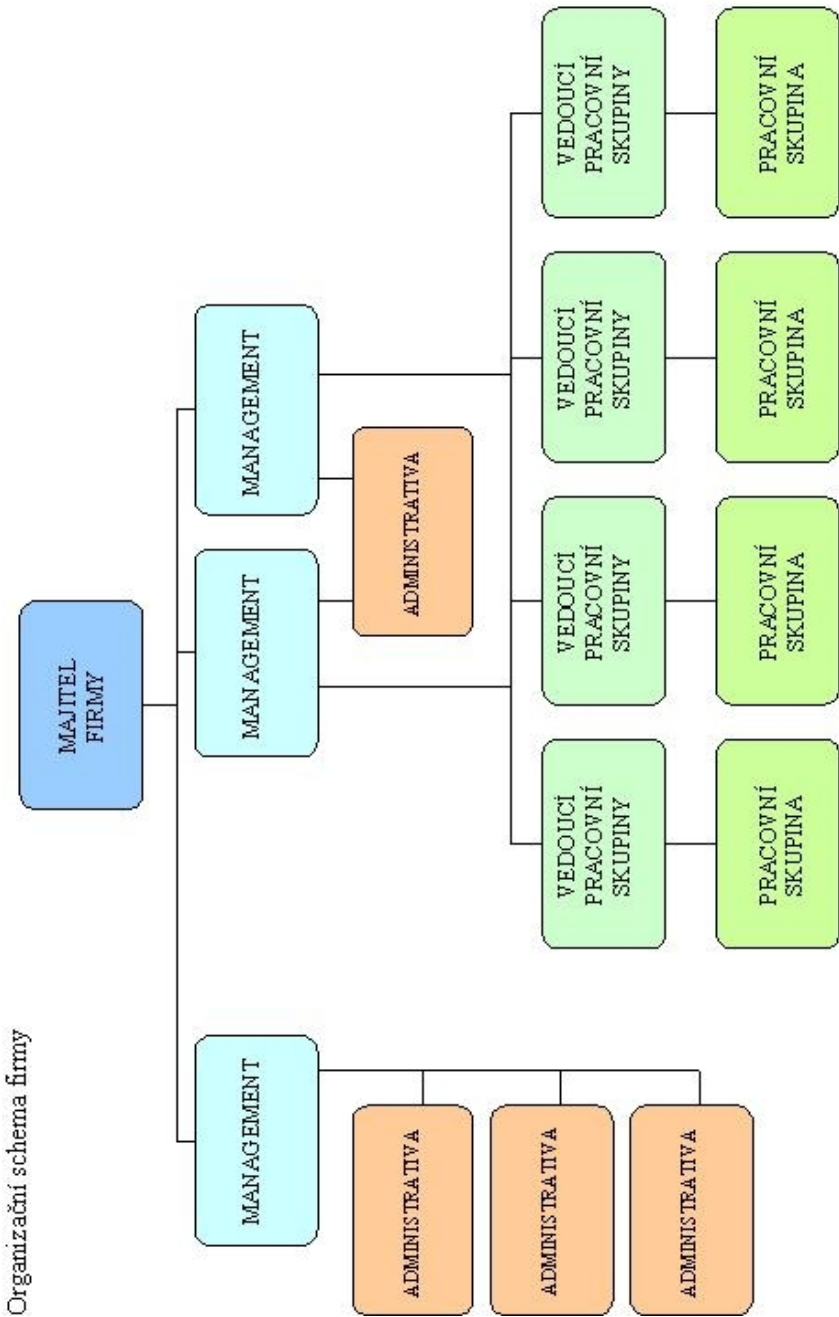 Organizační schema firmy
MAJITEL
FIRMY
MANAGEMENT
MANAGEMENT
MANAGEMENT
ADMINISTRATIVA
ADMINISTRATIVA
ADMINISTRATIVA
ADMINISTRATIVA
VEDOUCÍ
PRACOVNÍ
SKUPINY
VEDOUCÍ
PRACOVNÍ
SKUPINY
VEDOUCÍ
PRACOVNÍ
SKUPINY
VEDOUCÍ
PRACOVNÍ
SKUPINY
PRACOVNÍ
SKUPINA
PRACOVNÍ
SKUPINA
PRACOVNÍ
SKUPINA
PRACOVNÍ
SKUPINA